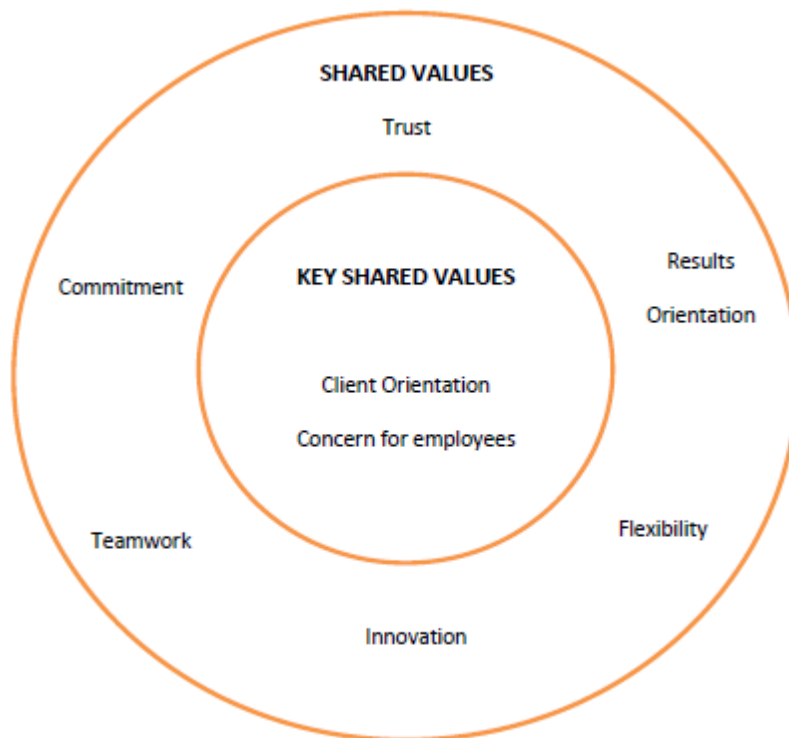 SHARED VALUES
Trust
Commitment
Results
Orientation
KEY SHARED VALUES
Client Orientation
Concern for employees
Teamwork
Flexibility
Innovation